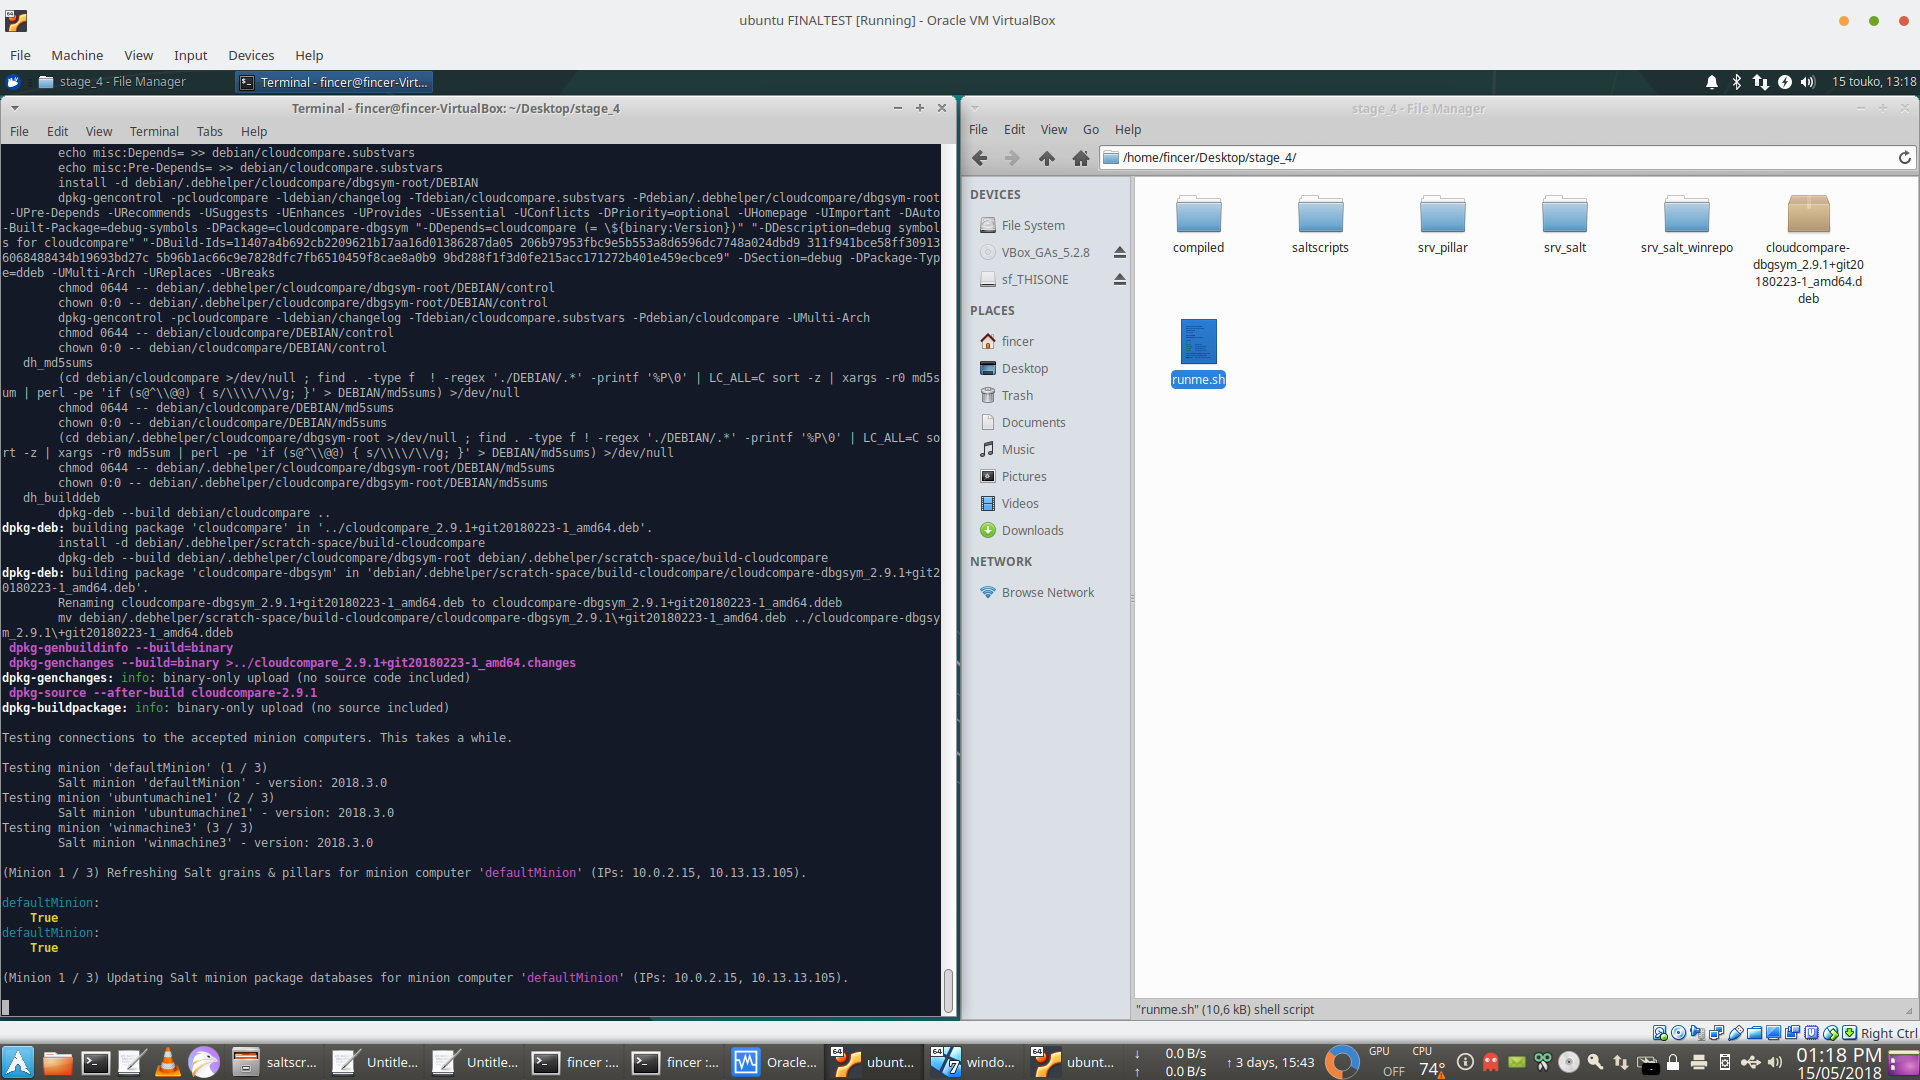 ubuntu FINALTEST [Running] - Oracle VM VirtualBox
File Machine View Input Devices Help
stage_4 - File Manager
Terminal - fincer@fincer-Virt...
15 touko, 13:18
Terminal - fincer@fincer-VirtualBox: ~/Desktop/stage_4
File Edit View Terminal Tabs Help
echo misc:Depends= >> debian/cloudcompare.substvars
echo misc:Pre-Depends= >> debian/cloudcompare.substvars
install -d debian/.debhelper/cloudcompare/dbgsym-root/DEBIAN
dpkg-gencontrol -pcloudcompare -ldebian/changelog -Tdebian/cloudcompare.substvars -Pdebian/.debhelper/cloudcompare/dbgsym-root
-UPre-Depends -URecommends -USuggests -UEnhances -UProvides -UEssential -UConflicts -DPriority=optional -UHomepage -UImportant -DAuto
-Built-Package=debug-symbols -DPackage=cloudcompare-dbgsym "-DDepends=cloudcompare (= \${binary:Version})" "-DDescription=debug symbol
s for cloudcompare" "-DBuild-Ids=11407a4b692cb2209621b17aa16d01386287da05 206b97953fbc9e5b553a8d6596dc7748a024dbd9 311f941bce58ff30913
6068488434b19693bd27c 5b96b1ac66c9e7828dfc7fb6510459f8cae8a0b9 9bd288f1f3d0fe215acc171272b401e459ecbce9" -DSection=debug -DPackage-Typ
e=ddeb -UMulti-Arch -UReplaces -UBreaks
chmod 0644 -- debian/.debhelper/cloudcompare/dbgsym-root/DEBIAN/control
chown 0:0 -- debian/.debhelper/cloudcompare/dbgsym-root/DEBIAN/control
dpkg-gencontrol -pcloudcompare -ldebian/changelog -Tdebian/cloudcompare.substvars -Pdebian/cloudcompare -UMulti-Arch
chmod 0644 -- debian/cloudcompare/DEBIAN/control
chown 0:0 -- debian/cloudcompare/DEBIAN/control
dh_md5sums
(cd debian/cloudcompare >/dev/null ; find . -type f  ! -regex './DEBIAN/.*' -printf '%P\0' | LC_ALL=C sort -z | xargs -r0 md5s
um | perl -pe 'if (s@^\\@@) { s/\\\\/\\/g; }' > DEBIAN/md5sums) >/dev/null
chmod 0644 -- debian/cloudcompare/DEBIAN/md5sums
chown 0:0 -- debian/cloudcompare/DEBIAN/md5sums
(cd debian/.debhelper/cloudcompare/dbgsym-root >/dev/null ; find . -type f ! -regex './DEBIAN/.*' -printf '%P\0' | LC_ALL=C so
rt -z | xargs -r0 md5sum | perl -pe 'if (s@^\\@@) { s/\\\\/\\/g; }' > DEBIAN/md5sums) >/dev/null
chmod 0644 -- debian/.debhelper/cloudcompare/dbgsym-root/DEBIAN/md5sums
chown 0:0 -- debian/.debhelper/cloudcompare/dbgsym-root/DEBIAN/md5sums
dh_builddeb
dpkg-deb --build debian/cloudcompare ..
dpkg-deb: building package 'cloudcompare' in '../cloudcompare_2.9.1+git20180223-1_amd64.deb'.
install -d debian/.debhelper/scratch-space/build-cloudcompare
dpkg-deb --build debian/.debhelper/cloudcompare/dbgsym-root debian/.debhelper/scratch-space/build-cloudcompare
dpkg-deb: building package 'cloudcompare-dbgsym' in 'debian/.debhelper/scratch-space/build-cloudcompare/cloudcompare-dbgsym_2.9.1+git2
0180223-1_amd64.deb'.
Renaming cloudcompare-dbgsym_2.9.1+git20180223-1_amd64.deb to cloudcompare-dbgsym_2.9.1+git20180223-1_amd64.ddeb
mv debian/.debhelper/scratch-space/build-cloudcompare/cloudcompare-dbgsym_2.9.1\+git20180223-1_amd64.deb ../cloudcompare-dbgsy
m_2.9.1\+git20180223-1_amd64.ddeb
dpkg-genbuildinfo --build=binary
dpkg-genchanges --build=binary >../cloudcompare_2.9.1+git20180223-1_amd64.changes
dpkg-genchanges: info: binary-only upload (no source code included)
dpkg-source --after-build cloudcompare-2.9.1
dpkg-buildpackage: info: binary-only upload (no source included)
Testing connections to the accepted minion computers. This takes a while.
Testing minion 'defaultMinion' (1 / 3)
Salt minion 'defaultMinion' - version: 2018.3.0
Testing minion 'ubuntumachine1' (2 / 3)
Salt minion 'ubuntumachine1' - version: 2018.3.0
Testing minion 'winmachine3' (3 / 3)
Salt minion 'winmachine3' - version: 2018.3.0
(Minion 1 / 3) Refreshing Salt grains & pillars for minion computer 'defaultMinion' (IPs: 10.0.2.15, 10.13.13.105).
defaultMinion:
True
defaultMinion:
True
(Minion 1 / 3) Updating Salt minion package databases for minion computer 'defaultMinion' (IPs: 10.0.2.15, 10.13.13.105).
stage_4 - File Manager
File Edit View Go Help
/home/fincer/Desktop/stage_4/
DEVICES
File System
VBox_GAs_5.2.8
sf_THISONE
PLACES
fincer
Desktop
Trash
Documents
Music
Pictures
Videos
Downloads
NETWORK
Browse Network
compiled
saltscripts
srv_pillar
srv_salt
srv_salt_winrepo
cloudcompare-
dbgsym_2.9.1+git20
180223-1_amd64.d
deb
runme.sh
"runme.sh" (10,6 kB) shell script
Right Ctrl
saltscr...
Untitle...
Untitle...
fincer :...
fincer :...
Oracle...
64
ubunt...
64
7
windo...
64
ubunt...
↓ 0.0 B/s
↑ 0.0 B/s
↑ 3 days, 15:43
GPU
OFF
CPU
74°
01:18 PM
15/05/2018